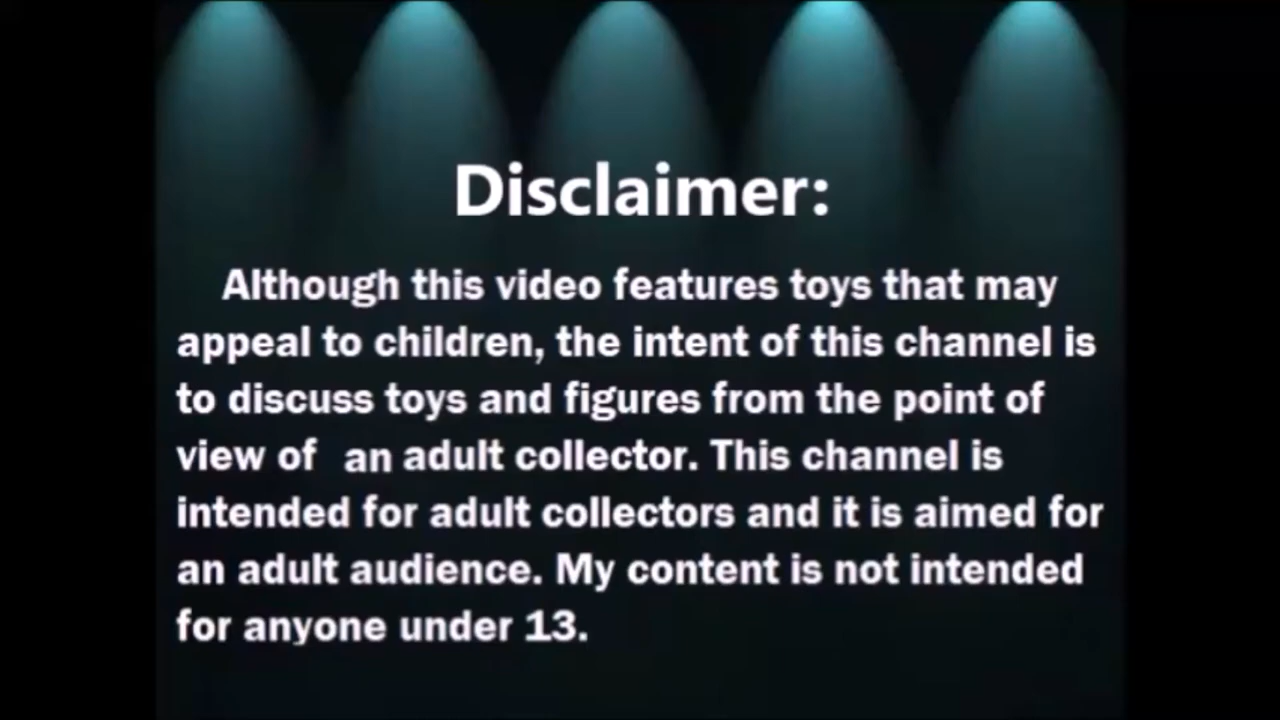 Disclaimer:
Although this video features toys that may
appeal to children, the intent of this channel is
to discuss toys and figures from the point of
view of an adult collector. This channel is
intended for adult collectors and it is aimed for
an adult audience. My content is not intended
for anyone under 13.